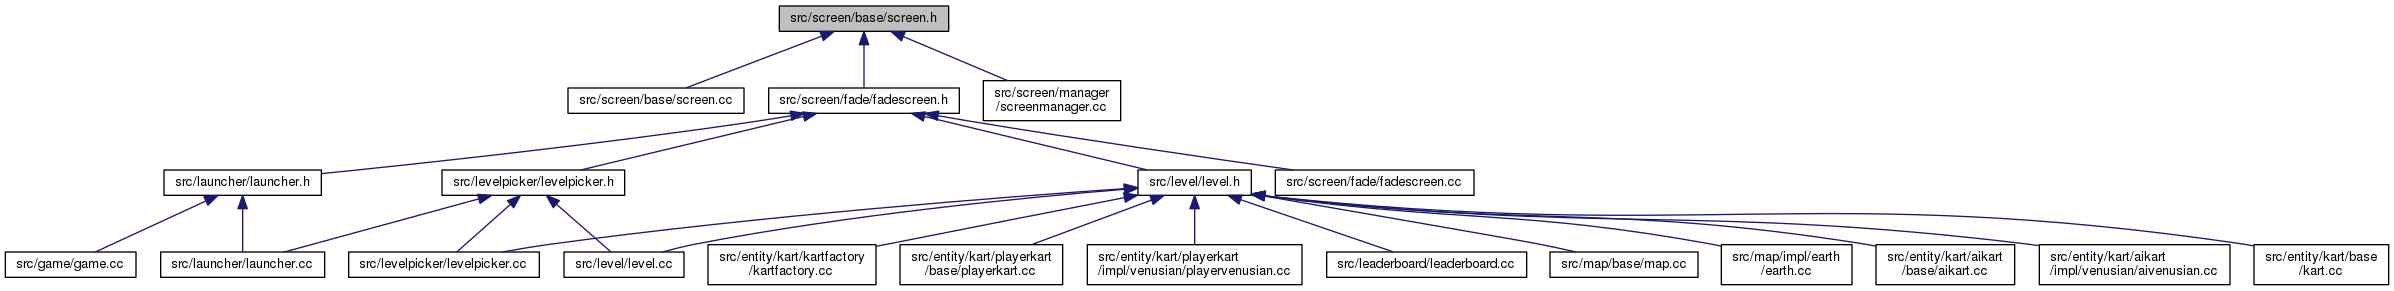 src/screen/base/screen.h
src/screen/base/screen.cc
src/screen/fade/fadescreen.h
src/screen/manager
/screenmanager.cc
src/launcher/launcher.h
src/levelpicker/levelpicker.h
src/level/level.h
src/screen/fade/fadescreen.cc
src/game/game.cc
src/launcher/launcher.cc
src/levelpicker/levelpicker.cc
src/level/level.cc
src/entity/kart/kartfactory
/kartfactory.cc
src/entity/kart/playerkart
/base/playerkart.cc
src/entity/kart/playerkart
/impl/venusian/playervenusian.cc
src/leaderboard/leaderboard.cc
src/map/base/map.cc
src/map/impl/earth
/earth.cc
src/entity/kart/aikart
/base/aikart.cc
src/entity/kart/aikart
/impl/venusian/aivenusian.cc
src/entity/kart/base
/kart.cc